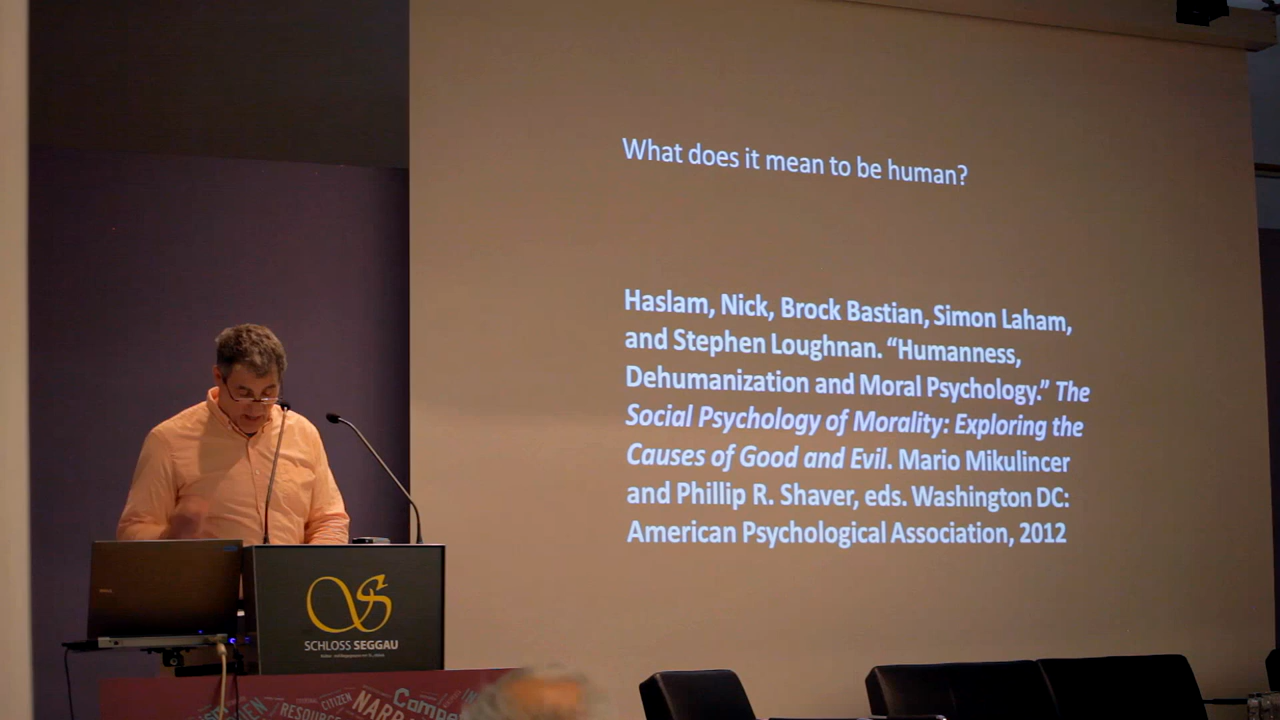 What does it mean to be human?
Haslam, Nick, Brock Bastian, Simon Laham,
and Stephen Loughnan. “Humanness,
Dehumanization and Moral Psychology.” The
Social Psychology of Morality: Exploring the
Causes of Good and Evil. Mario Mikulincer
and Phillip R. Shaver, eds. Washington DC:
American Psychological Association, 2012
SCHLOSS SEGGAU
CITIZEN